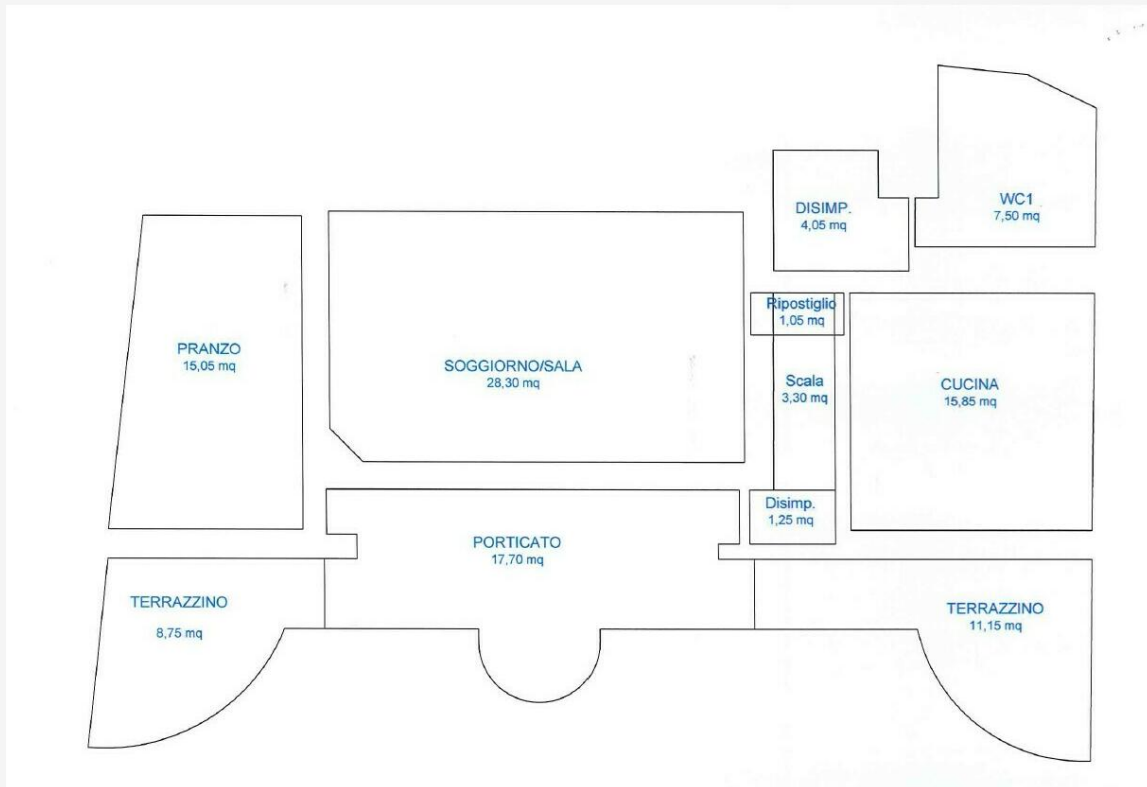 WC1
7,50 mq
DISIMP.
4,05 mq
Ripostiglio
1,05 mq
PRANZO
15,05 mq
SOGGIORNO/SALA
28,30 mq
Scala
3,30 mq
CUCINA
15,85 mq
Disimp.
1,25 mq
PORTICATO
17,70 mq
TERRAZZINO
8,75 mq
TERRAZZINO
11,15 mq